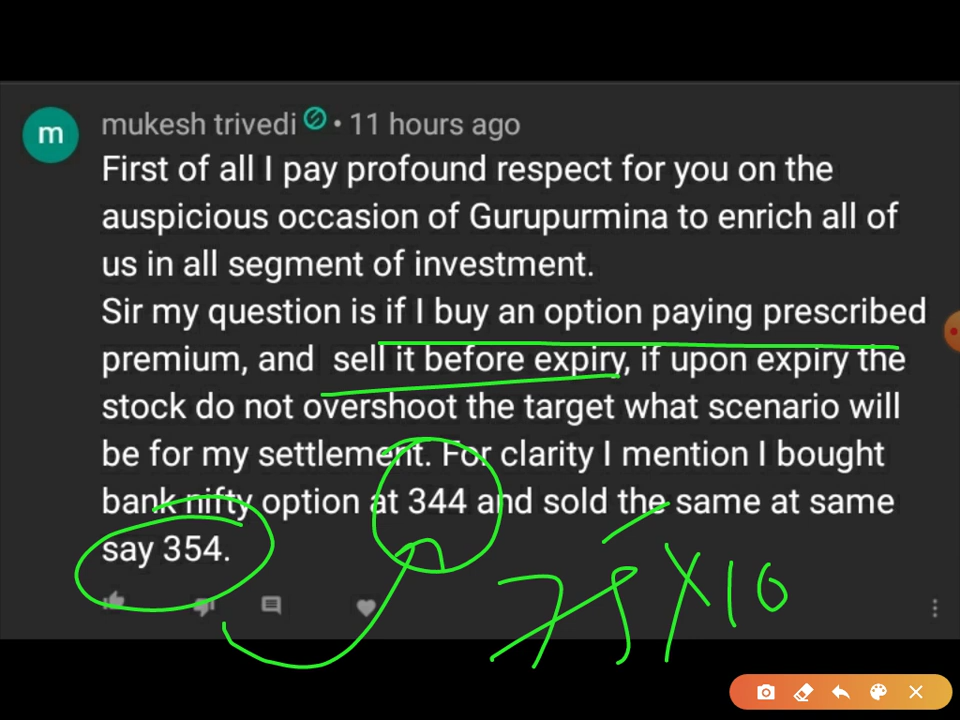 m
mukesh trivedi • 11 hours ago
First of all I pay profound respect for you on the
auspicious occasion of Gurupurmina to enrich all of
us in all segment of investment.
Sir my question is if I buy an option paying prescribed
premium, and sell it before expiry, if upon expiry the
stock do not overshoot the target what scenario will
be for my settlement. For clarity I mention I bought
bank nifty option at 344 and sold the same at same
say 354.
75 X 10